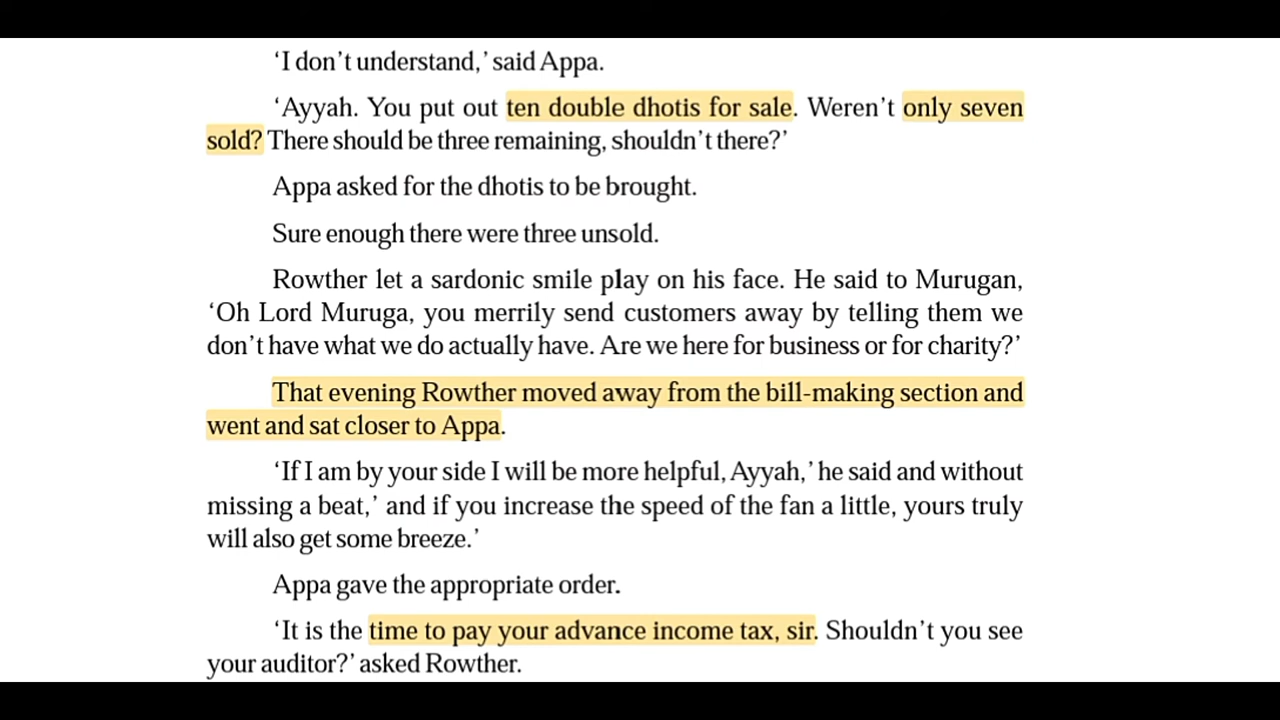 ‘I don’t understand,’ said Appa.
‘Ayyah. You put out ten double dhotis for sale. Weren’t only seven
sold? There should be three remaining, shouldn’t there?’
Appa asked for the dhotis to be brought.
Sure enough there were three unsold.
Rowther let a sardonic smile play on his face. He said to Murugan,
‘Oh Lord Muruga, you merrily send customers away by telling them we
don’t have what we do actually have. Are we here for business or for charity?’
That evening Rowther moved away from the bill-making section and
went and sat closer to Appa.
‘If I am by your side I will be more helpful, Ayyah,’ he said and without
missing a beat,’ and if you increase the speed of the fan a little, yours truly
will also get some breeze.’
Appa gave the appropriate order.
‘It is the time to pay your advance income tax, sir. Shouldn’t you see
your auditor?’ asked Rowther.